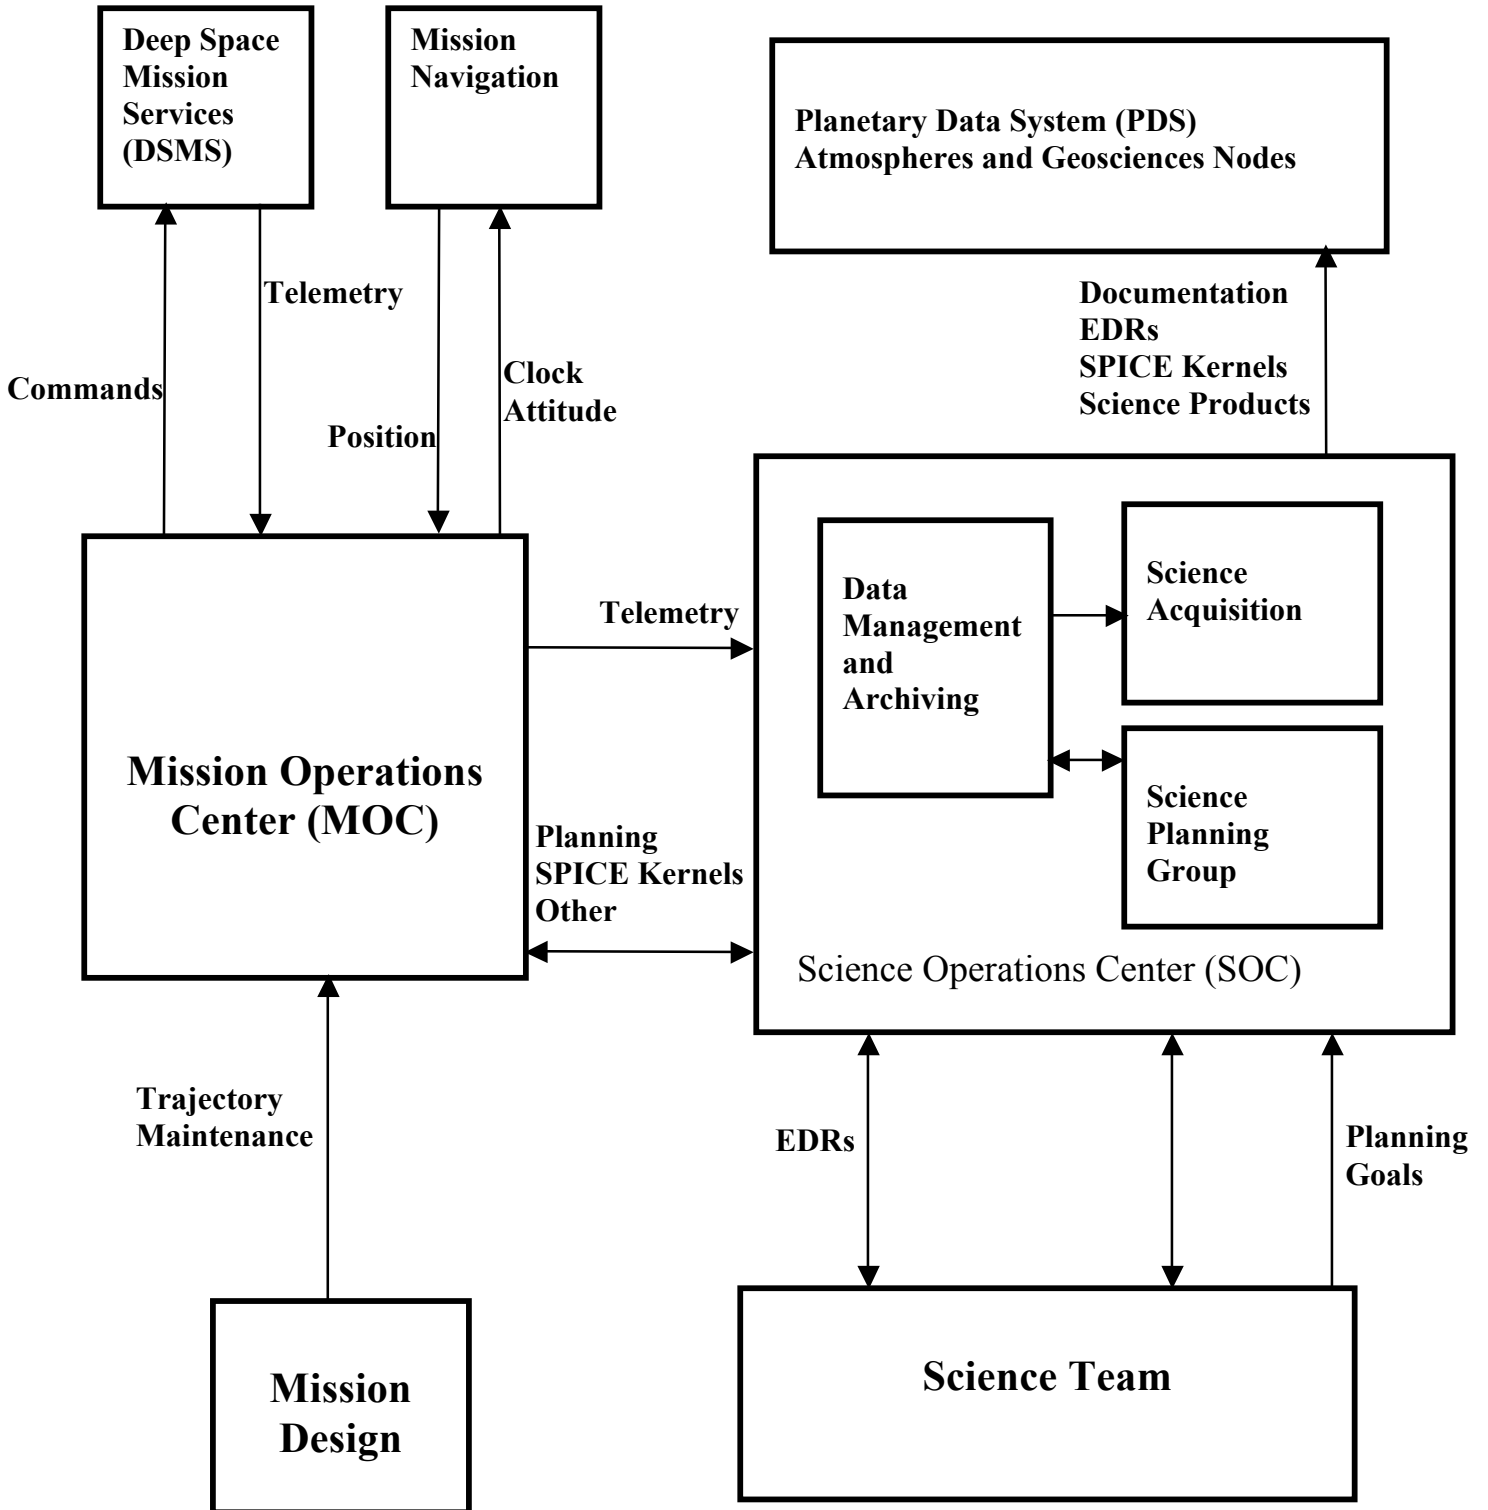 Deep Space
Mission
Services
(DSMS)
Mission
Navigation
Planetary Data System (PDS)
Atmospheres and Geosciences Nodes
Telemetry
Commands
Clock
Attitude
Position
Documentation
EDRs
SPICE Kernels
Science Products
Mission Operations
Center (MOC)
Telemetry
Planning
SPICE Kernels
Other
Data
Management
and
Archiving
Science
Acquisition
Science
Planning
Group
Science Operations Center (SOC)
Trajectory
Maintenance
EDRs
Planning
Goals
Mission
Design
Science Team